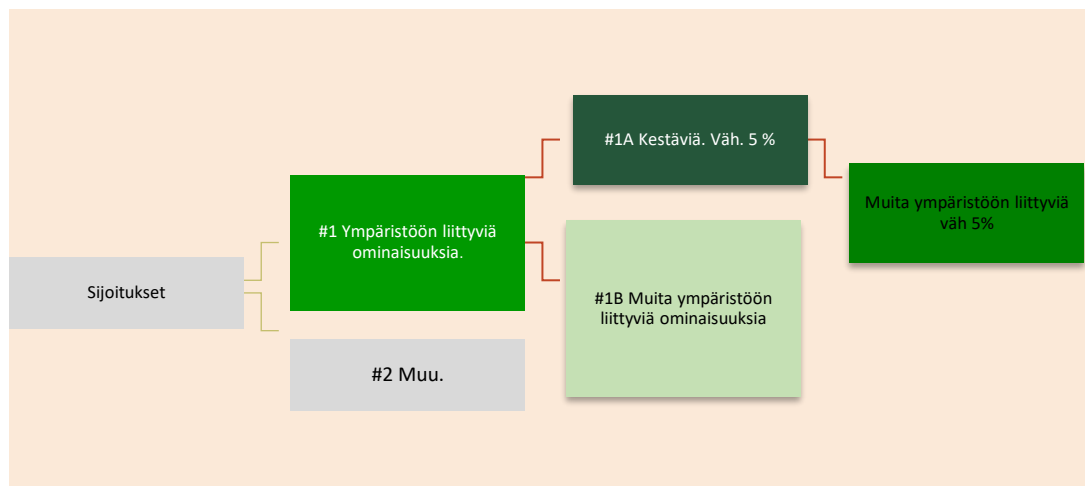 Sijoitukset
#1 Ympäristöön liittyviä
ominaisuuksia.
#2 Muu.
#1A Kestäviä. Väh. 5 %
#1B Muita ympäristöön
liittyviä ominaisuuksia
Muita ympäristöön liittyviä
väh 5%